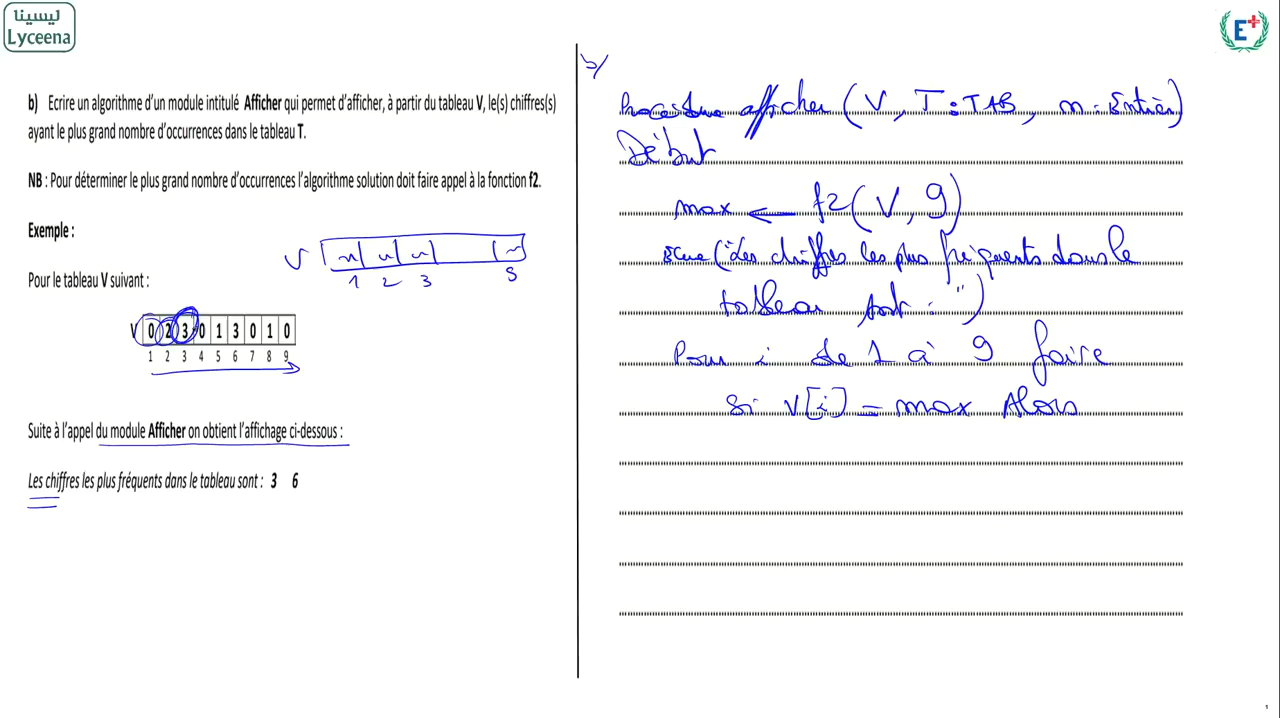 ليسينا
Lyceena
E+
b) Ecrire un algorithme d'un module intitulé Afficher qui permet d'afficher, à partir du tableau V, le(s) chiffres(s)
ayant le plus grand nombre d'occurrences dans le tableau T.
NB : Pour déterminer le plus grand nombre d'occurrences l'algorithme solution doit faire appel à la fonction f2.
Exemple :
V
1 2 3 9
Pour le tableau V suivant :
V 0 2 3 0 1 3 0 1 0
1 2 3 4 5 6 7 8 9
Suite à l'appel du module Afficher on obtient l'affichage ci-dessous :
Les chiffres les plus fréquents dans le tableau sont : 3 6
b/
Procédure afficher (V, T : TAB, n : Entier)
Début
max ← f2(V, 9)
Ecrire ("Les chiffres les plus fréquents dans le
tableau sont : ")
Pour i de 1 à 9 faire
Si V[i] = max Alors
1